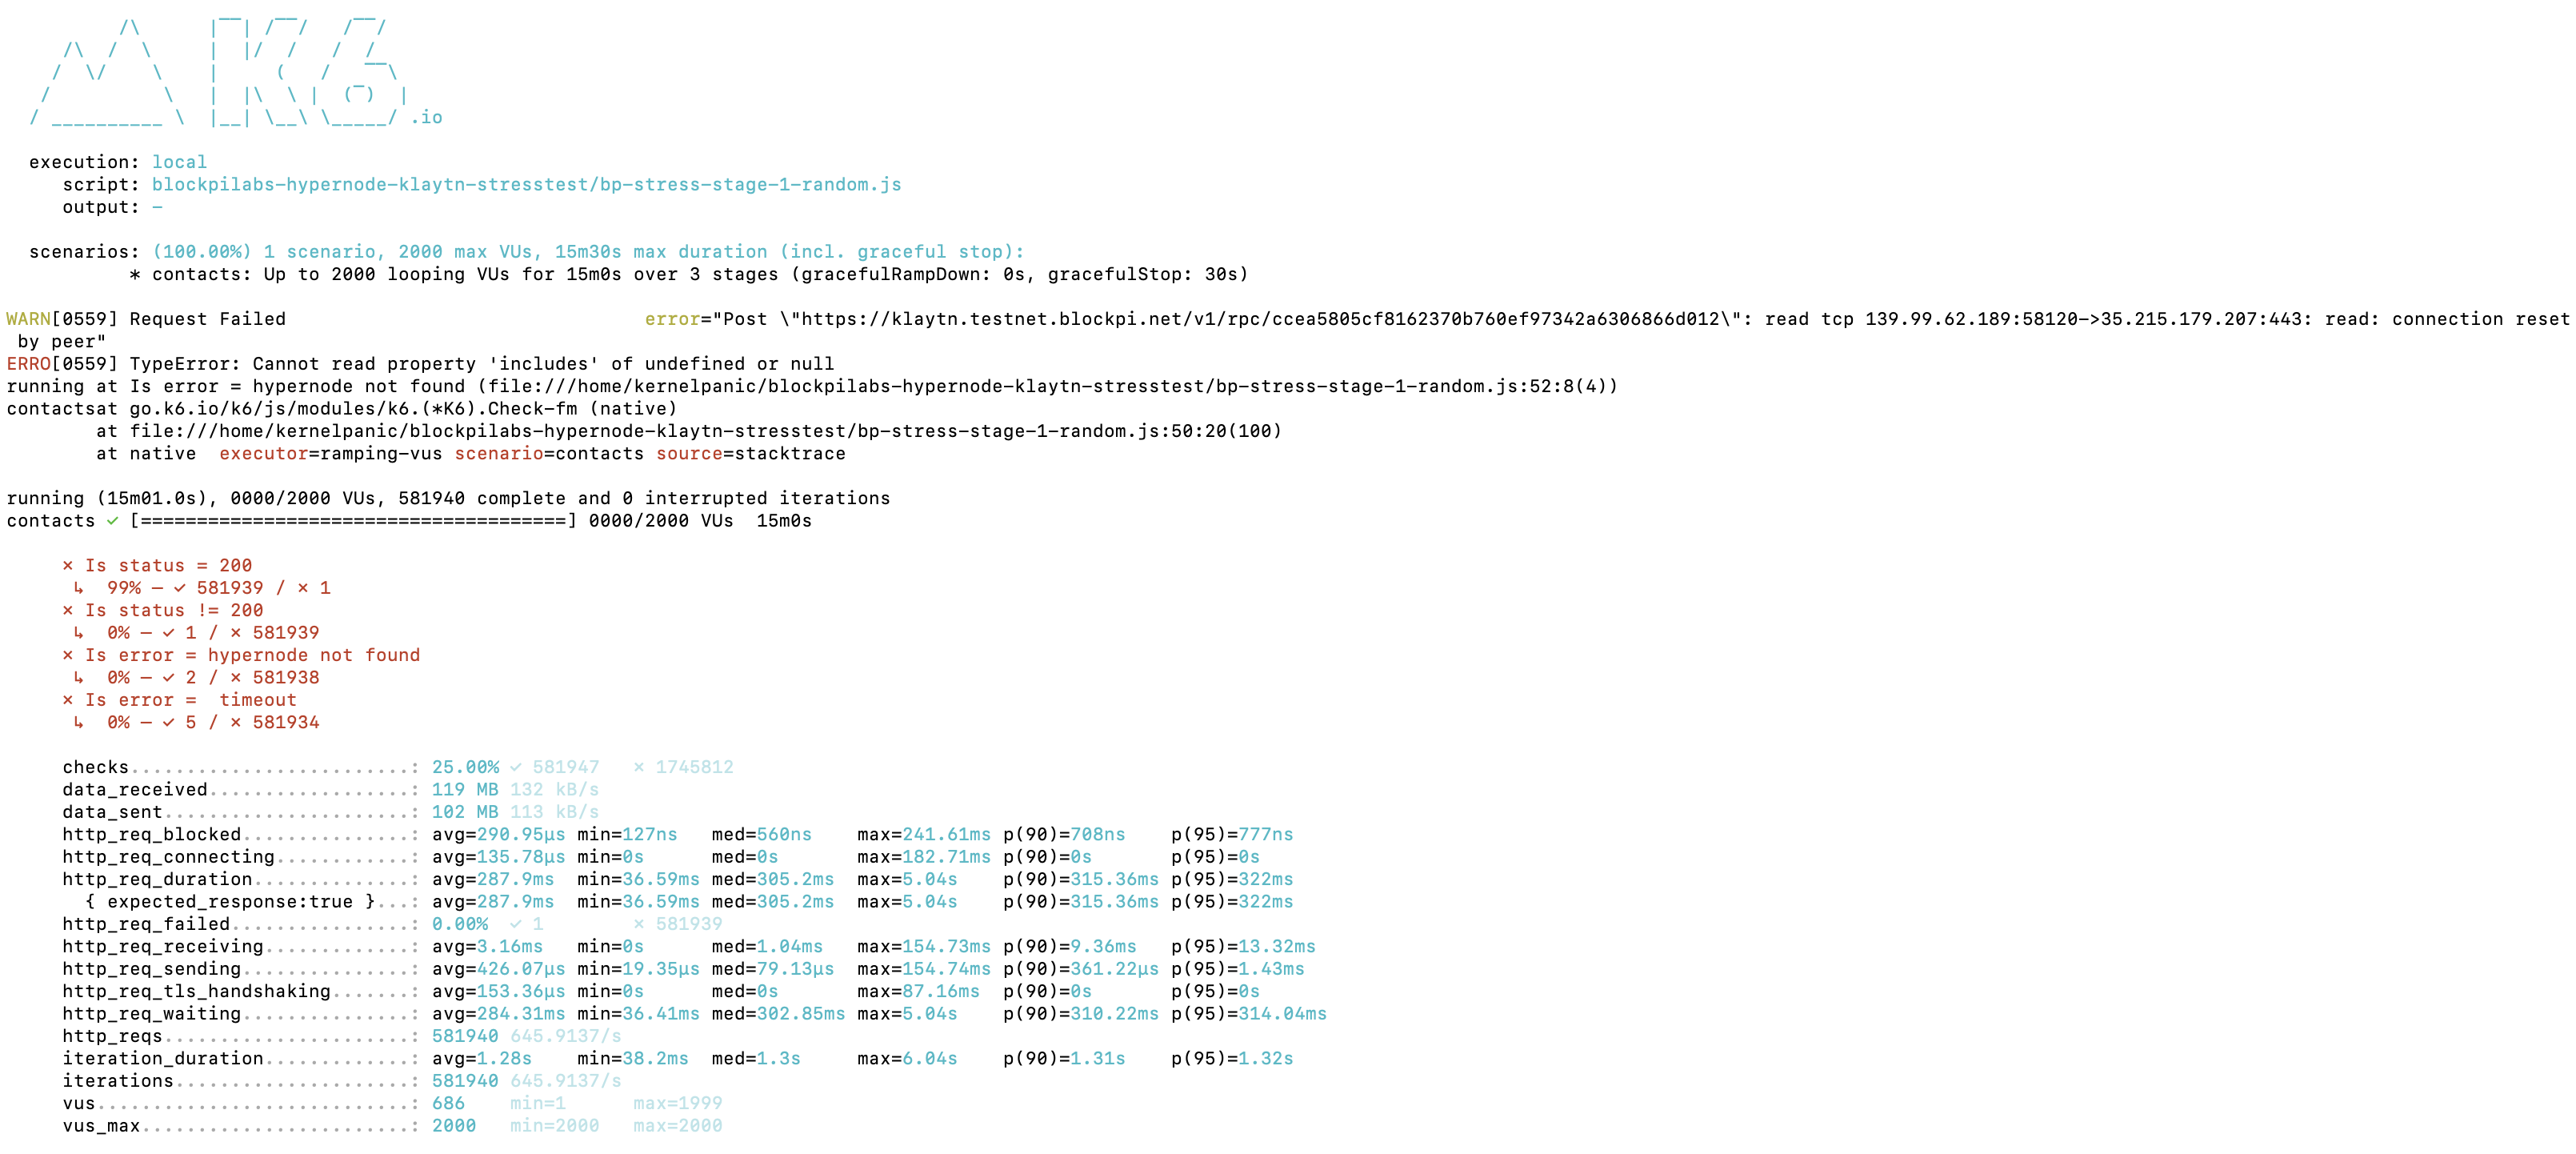 /\      |‾‾| /‾‾/   /‾‾/
     /\  /  \     |  |/  /   /  /
    /  \/    \    |     (   /   ‾‾\
   /          \   |  |\  \ |  (‾)  |
  / __________ \  |__| \__\ \_____/ .io
execution: local
script: blockpilabs-hypernode-klaytn-stresstest/bp-stress-stage-1-random.js
output: -
scenarios: (100.00%) 1 scenario, 2000 max VUs, 15m30s max duration (incl. graceful stop):
* contacts: Up to 2000 looping VUs for 15m0s over 3 stages (gracefulRampDown: 0s, gracefulStop: 30s)
WARN[0559] Request Failed error="Post \"https://klaytn.testnet.blockpi.net/v1/rpc/ccea5805cf8162370b760ef97342a6306866d012\": read tcp 139.99.62.189:58120->35.215.179.207:443: read: connection reset
by peer"
ERRO[0559] TypeError: Cannot read property 'includes' of undefined or null
running at Is error = hypernode not found (file:///home/kernelpanic/blockpilabs-hypernode-klaytn-stresstest/bp-stress-stage-1-random.js:52:8(4))
contactsat go.k6.io/k6/js/modules/k6.(*K6).Check-fm (native)
at file:///home/kernelpanic/blockpilabs-hypernode-klaytn-stresstest/bp-stress-stage-1-random.js:50:20(100)
at native  executor=ramping-vus scenario=contacts source=stacktrace
running (15m01.0s), 0000/2000 VUs, 581940 complete and 0 interrupted iterations
contacts ✓ [======================================] 0000/2000 VUs  15m0s
✗ Is status = 200
↳  99% — ✓ 581939 / ✗ 1
✗ Is status != 200
↳  0% — ✓ 1 / ✗ 581939
✗ Is error = hypernode not found
↳  0% — ✓ 2 / ✗ 581938
✗ Is error =  timeout
↳  0% — ✓ 5 / ✗ 581934
checks.........................: 25.00% ✓ 581947   ✗ 1745812
data_received..................: 119 MB 132 kB/s
data_sent......................: 102 MB 113 kB/s
http_req_blocked...............: avg=290.95µs min=127ns   med=560ns    max=241.61ms p(90)=708ns    p(95)=777ns
http_req_connecting............: avg=135.78µs min=0s      med=0s       max=182.71ms p(90)=0s       p(95)=0s
http_req_duration..............: avg=287.9ms  min=36.59ms med=305.2ms  max=5.04s    p(90)=315.36ms p(95)=322ms
{ expected_response:true }...: avg=287.9ms  min=36.59ms med=305.2ms  max=5.04s    p(90)=315.36ms p(95)=322ms
http_req_failed................: 0.00%  ✓ 1        ✗ 581939
http_req_receiving.............: avg=3.16ms   min=0s      med=1.04ms   max=154.73ms p(90)=9.36ms   p(95)=13.32ms
http_req_sending...............: avg=426.07µs min=19.35µs med=79.13µs  max=154.74ms p(90)=361.22µs p(95)=1.43ms
http_req_tls_handshaking.......: avg=153.36µs min=0s      med=0s       max=87.16ms  p(90)=0s       p(95)=0s
http_req_waiting...............: avg=284.31ms min=36.41ms med=302.85ms max=5.04s    p(90)=310.22ms p(95)=314.04ms
http_reqs......................: 581940 645.9137/s
iteration_duration.............: avg=1.28s    min=38.2ms  med=1.3s     max=6.04s    p(90)=1.31s    p(95)=1.32s
iterations.....................: 581940 645.9137/s
vus............................: 686    min=1      max=1999
vus_max........................: 2000   min=2000   max=2000